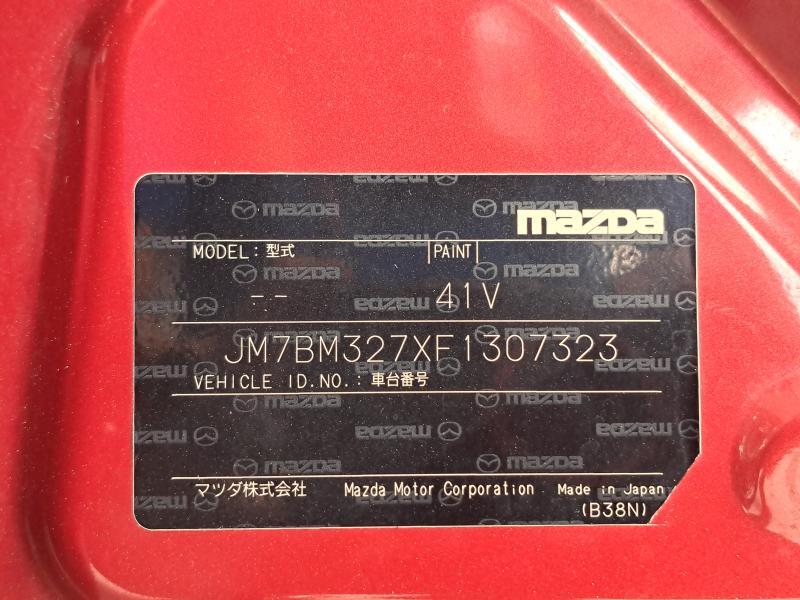 mazda
MODEL: 型式 PAINT
-- 41V
JM7BM327XF1307323
VEHICLE ID.NO.: 車台番号
マツダ株式会社 Mazda Motor Corporation Made in Japan
(B38N)